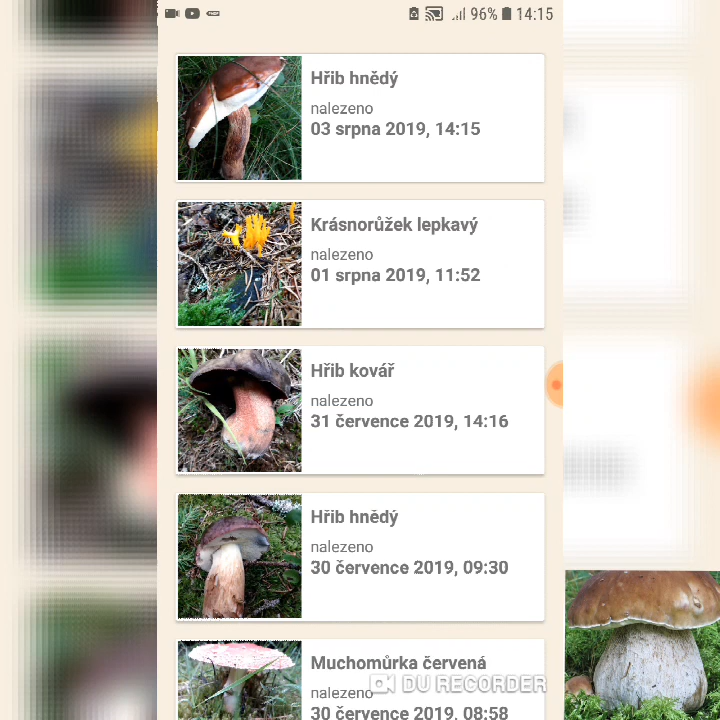 96% 14:15
Hřib hnědý
nalezeno
03 srpna 2019, 14:15
Krásnorůžek lepkavý
nalezeno
01 srpna 2019, 11:52
Hřib kovář
nalezeno
31 července 2019, 14:16
Hřib hnědý
nalezeno
30 července 2019, 09:30
Muchomůrka červená
nalezeno
DU RECORDER
30 července 2019, 08:58